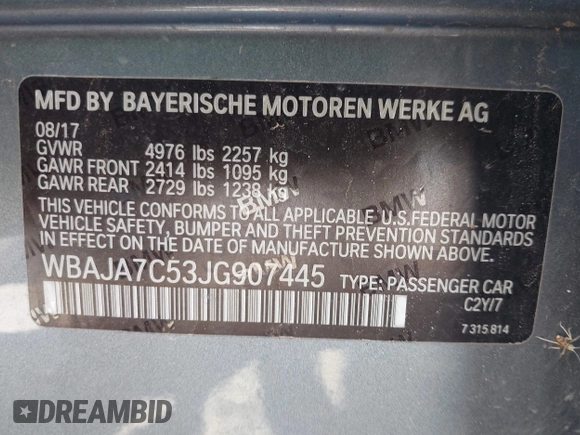 MFD BY BAYERISCHE MOTOREN WERKE AG
08/17
GVWR 4976 lbs 2257 kg
GAWR FRONT 2414 lbs 1095 kg
GAWR REAR 2729 lbs 1238 kg
THIS VEHICLE CONFORMS TO ALL APPLICABLE U.S.FEDERAL MOTOR
VEHICLE SAFETY, BUMPER AND THEFT PREVENTION STANDARDS
IN EFFECT ON THE DATE OF MANUFACTURE SHOWN ABOVE.
WBAJA7C53JG907445 TYPE: PASSENGER CAR
C2Y/7
7 315 814
DREAMBID